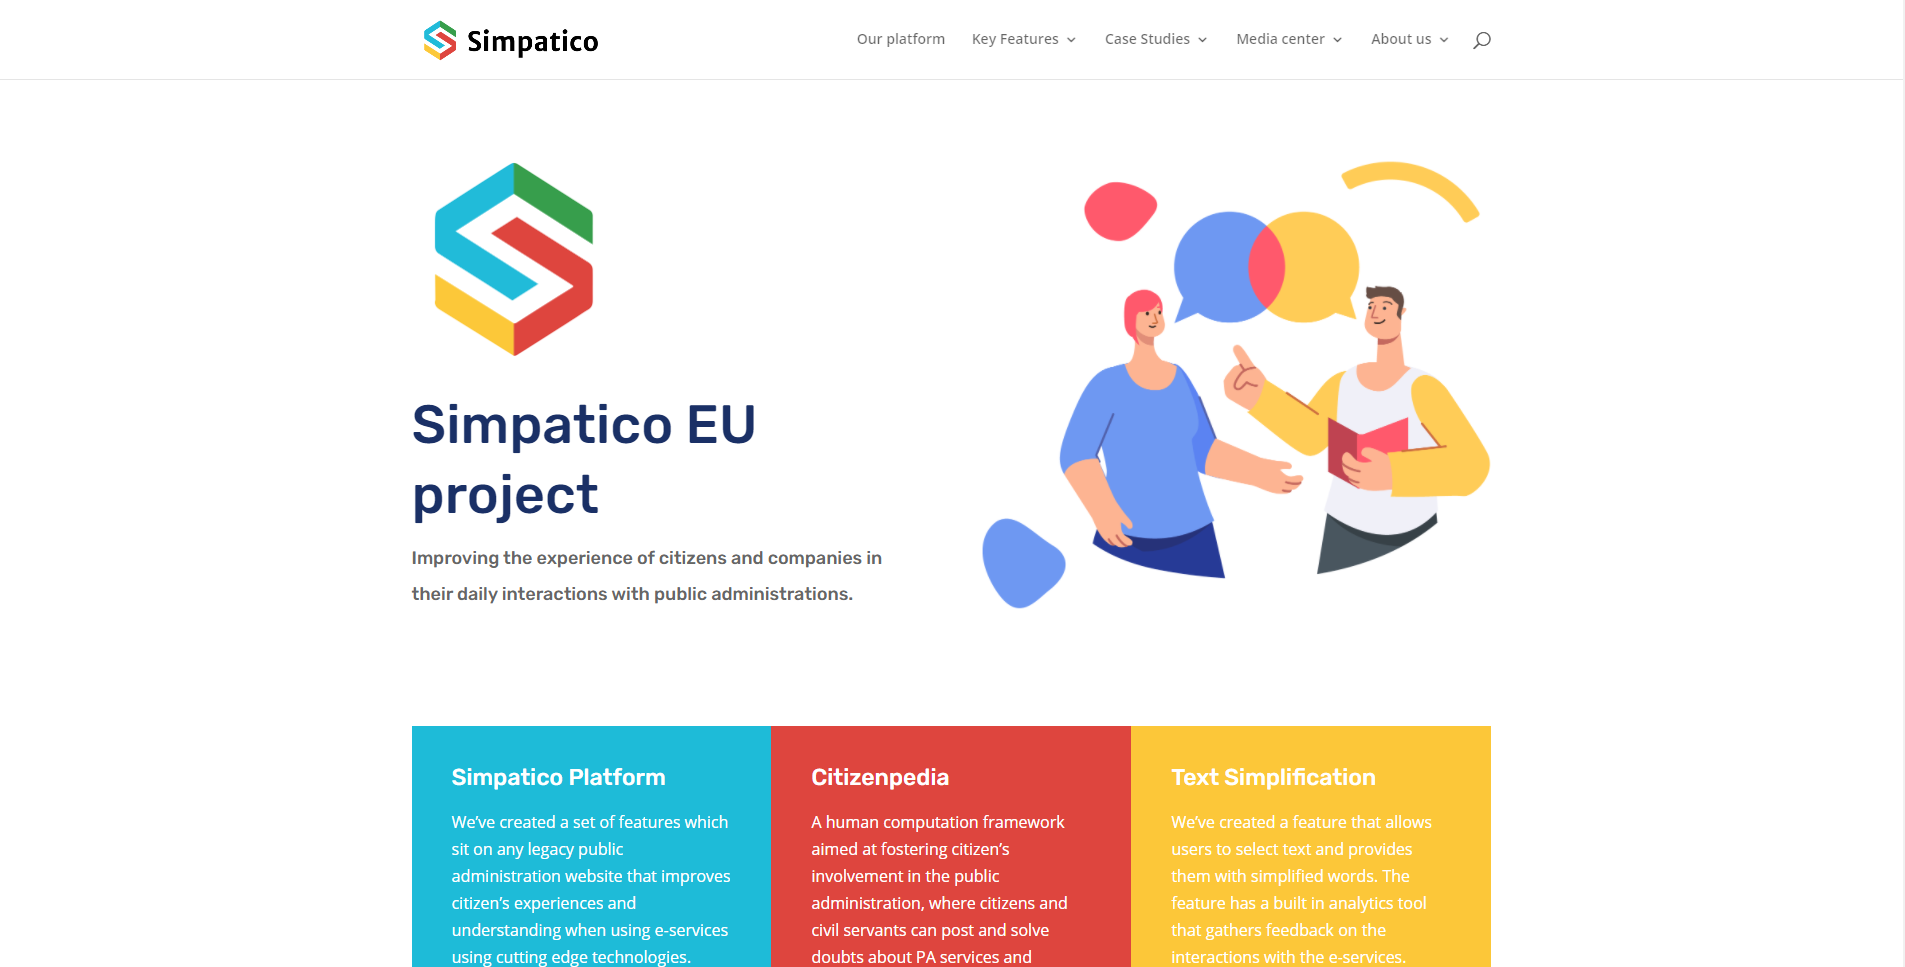 Simpatico
Our platform
Key Features
Case Studies
Media center
About us
Simpatico EU
project
Improving the experience of citizens and companies in
their daily interactions with public administrations.
Simpatico Platform
We’ve created a set of features which
sit on any legacy public
administration website that improves
citizen’s experiences and
understanding when using e-services
using cutting edge technologies.
Citizenpedia
A human computation framework
aimed at fostering citizen’s
involvement in the public
administration, where citizens and
civil servants can post and solve
doubts about PA services and
Text Simplification
We’ve created a feature that allows
users to select text and provides
them with simplified words. The
feature has a built in analytics tool
that gathers feedback on the
interactions with the e-services.